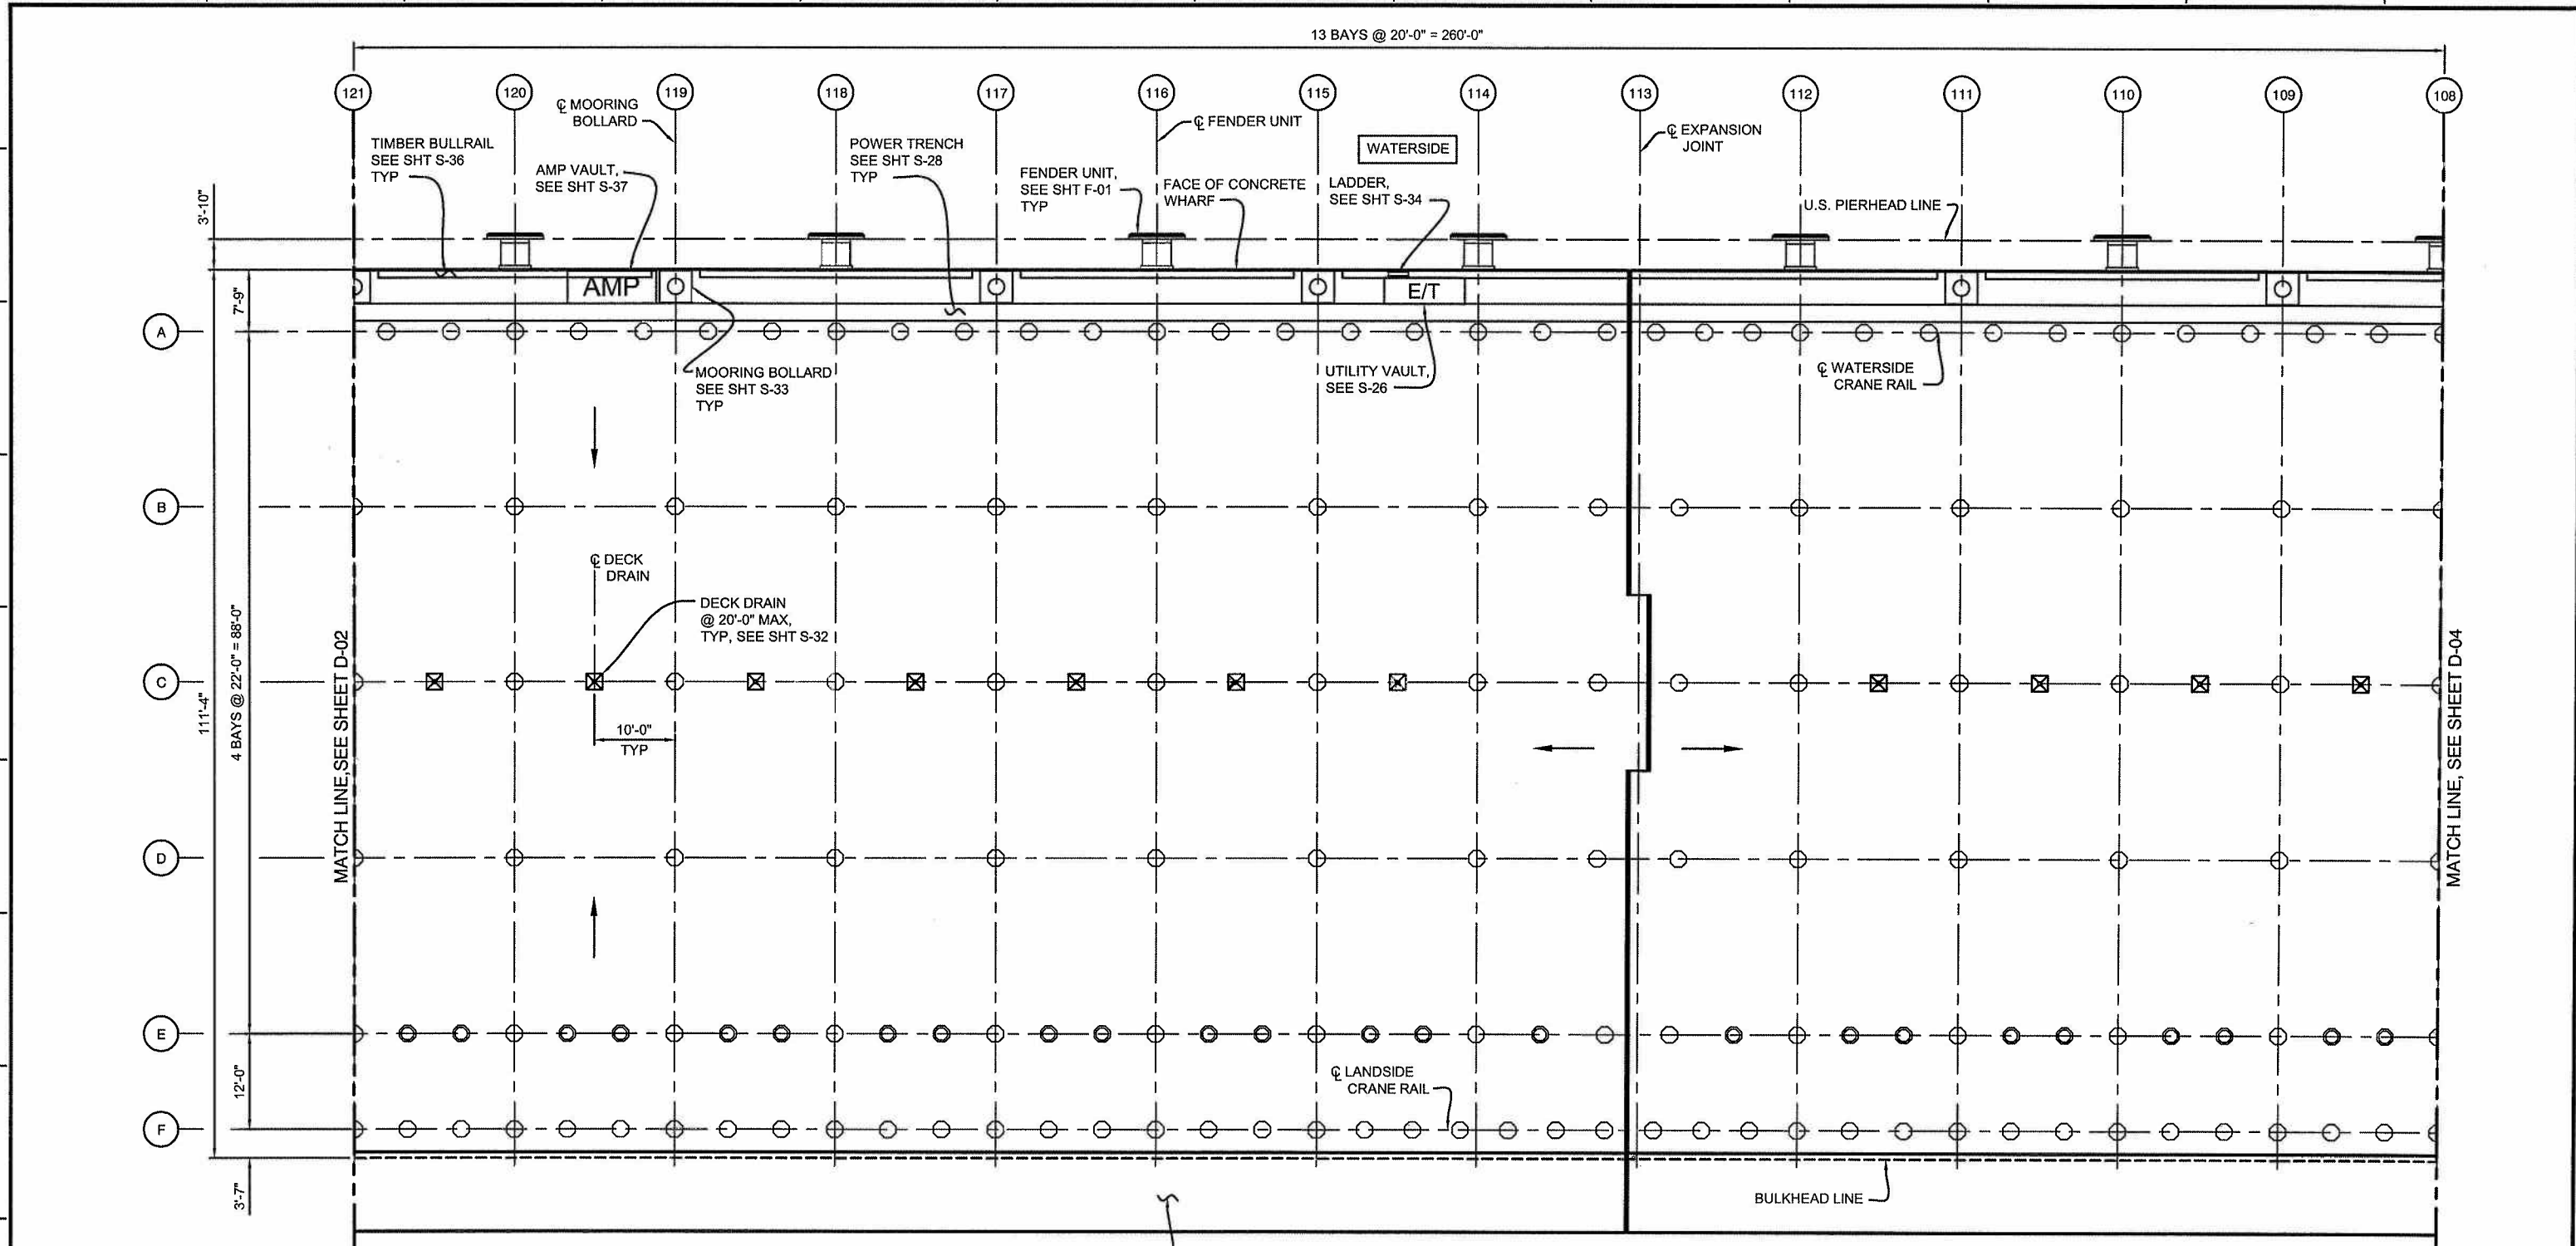 13 BAYS @ 20'-0" = 260'-0"
121
120
119
118
117
116
115
114
113
112
111
110
109
108
℄ MOORING
BOLLARD
℄ FENDER UNIT
℄ EXPANSION
JOINT
WATERSIDE
TIMBER BULLRAIL
SEE SHT S-36
TYP
AMP VAULT,
SEE SHT S-37
POWER TRENCH
SEE SHT S-28
TYP
FENDER UNIT,
SEE SHT F-01
TYP
FACE OF CONCRETE
WHARF
LADDER,
SEE SHT S-34
U.S. PIERHEAD LINE
3'-10"
7'-9"
AMP
E/T
A
MOORING BOLLARD
SEE SHT S-33
TYP
UTILITY VAULT,
SEE S-26
℄ WATERSIDE
CRANE RAIL
B
℄ DECK
DRAIN
DECK DRAIN
@ 20'-0" MAX,
TYP, SEE SHT S-32
C
10'-0"
TYP
111'-4"
4 BAYS @ 22'-0" = 88'-0"
MATCH LINE,SEE SHEET D-02
MATCH LINE, SEE SHEET D-04
D
E
12'-0"
℄ LANDSIDE
CRANE RAIL
F
3'-7"
BULKHEAD LINE